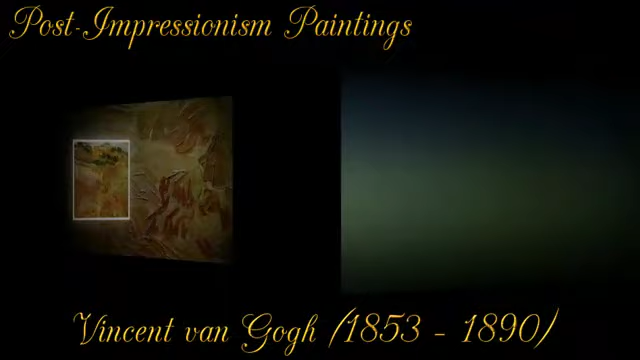 Post-Impressionism Paintings
Vincent van Gogh (1853 - 1890)